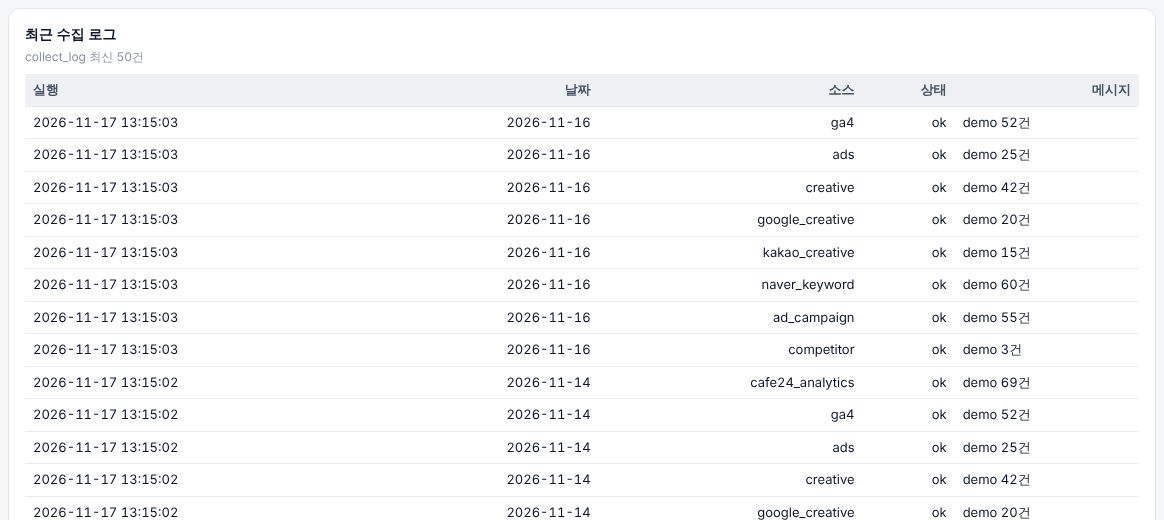 최근 수집 로그
collect_log 최신 50건
실행 날짜 소스 상태 메시지
2026-11-17 13:15:03 2026-11-16 ga4 ok demo 52건
2026-11-17 13:15:03 2026-11-16 ads ok demo 25건
2026-11-17 13:15:03 2026-11-16 creative ok demo 42건
2026-11-17 13:15:03 2026-11-16 google_creative ok demo 20건
2026-11-17 13:15:03 2026-11-16 kakao_creative ok demo 15건
2026-11-17 13:15:03 2026-11-16 naver_keyword ok demo 60건
2026-11-17 13:15:03 2026-11-16 ad_campaign ok demo 55건
2026-11-17 13:15:03 2026-11-16 competitor ok demo 3건
2026-11-17 13:15:02 2026-11-14 cafe24_analytics ok demo 69건
2026-11-17 13:15:02 2026-11-14 ga4 ok demo 52건
2026-11-17 13:15:02 2026-11-14 ads ok demo 25건
2026-11-17 13:15:02 2026-11-14 creative ok demo 42건
2026-11-17 13:15:02 2026-11-14 google_creative ok demo 20건